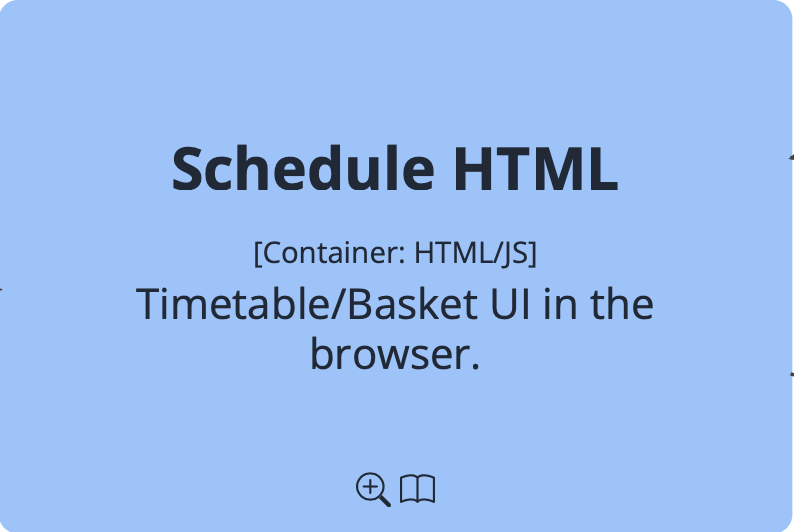 Schedule HTML
[Container: HTML/JS]
Timetable/Basket UI in the
browser.